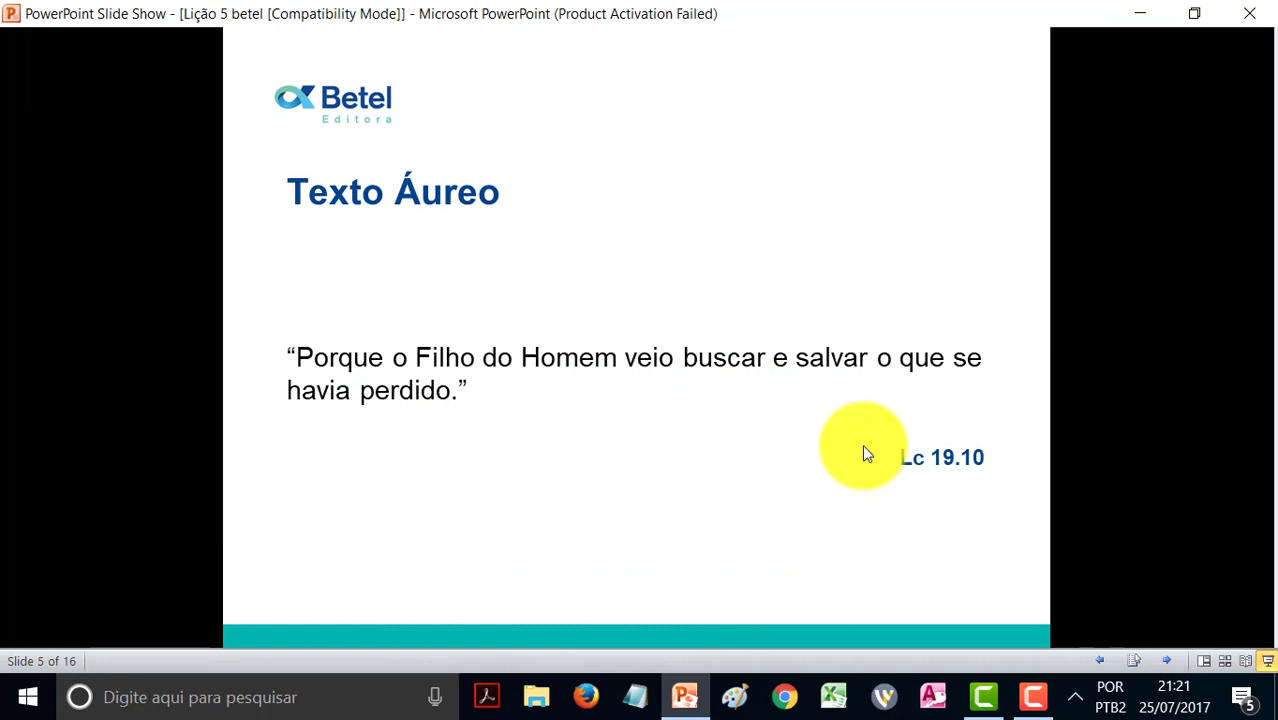 PowerPoint Slide Show - [Lição 5 betel [Compatibility Mode]] - Microsoft PowerPoint (Product Activation Failed)
Betel
Editora
Texto Áureo
“Porque o Filho do Homem veio buscar e salvar o que se
havia perdido.”
Lc 19.10
Slide 5 of 16
Digite aqui para pesquisar
POR
PTB2
21:21
25/07/2017
5